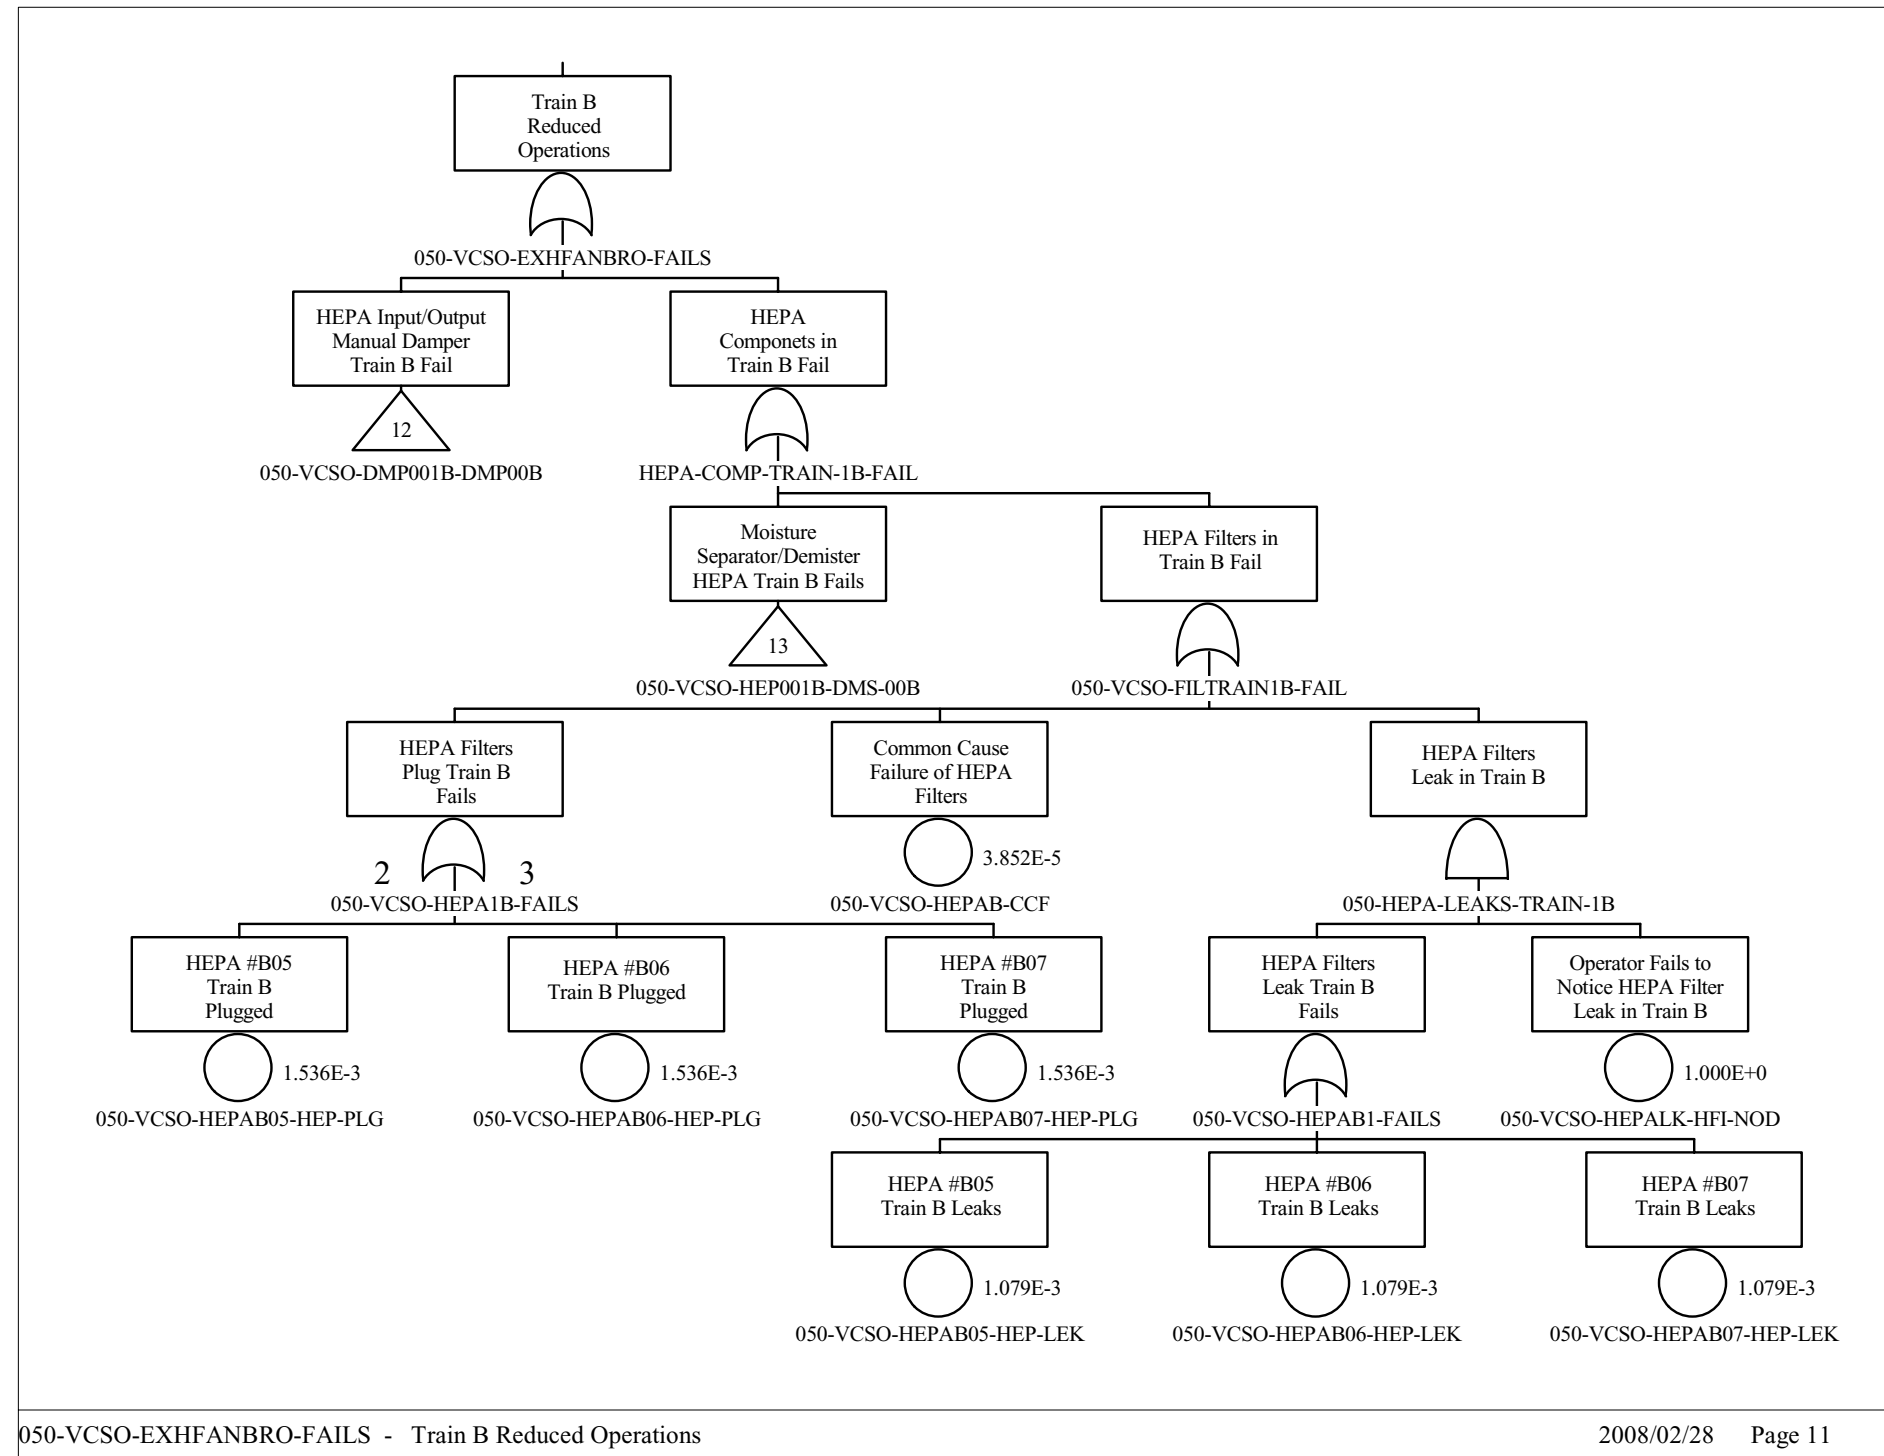 Train B
Reduced
Operations
050-VCSO-EXHFANBRO-FAILS
HEPA Input/Output
Manual Damper
Train B Fail
12
050-VCSO-DMP001B-DMP00B
HEPA
Componets in
Train B Fail
HEPA-COMP-TRAIN-1B-FAIL
Moisture
Separator/Demister
HEPA Train B Fails
13
050-VCSO-HEP001B-DMS-00B
HEPA Filters in
Train B Fail
050-VCSO-FILTRAIN1B-FAIL
HEPA Filters
Plug Train B
Fails
2 3
050-VCSO-HEPA1B-FAILS
Common Cause
Failure of HEPA
Filters
3.852E-5
050-VCSO-HEPAB-CCF
HEPA Filters
Leak in Train B
050-HEPA-LEAKS-TRAIN-1B
HEPA #B05
Train B
Plugged
1.536E-3
050-VCSO-HEPAB05-HEP-PLG
HEPA #B06
Train B Plugged
1.536E-3
050-VCSO-HEPAB06-HEP-PLG
HEPA #B07
Train B
Plugged
1.536E-3
050-VCSO-HEPAB07-HEP-PLG
HEPA Filters
Leak Train B
Fails
050-VCSO-HEPAB1-FAILS
Operator Fails to
Notice HEPA Filter
Leak in Train B
1.000E+0
050-VCSO-HEPALK-HFI-NOD
HEPA #B05
Train B Leaks
1.079E-3
050-VCSO-HEPAB05-HEP-LEK
HEPA #B06
Train B Leaks
1.079E-3
050-VCSO-HEPAB06-HEP-LEK
HEPA #B07
Train B Leaks
1.079E-3
050-VCSO-HEPAB07-HEP-LEK
050-VCSO-EXHFANBRO-FAILS - Train B Reduced Operations
2008/02/28 Page 11